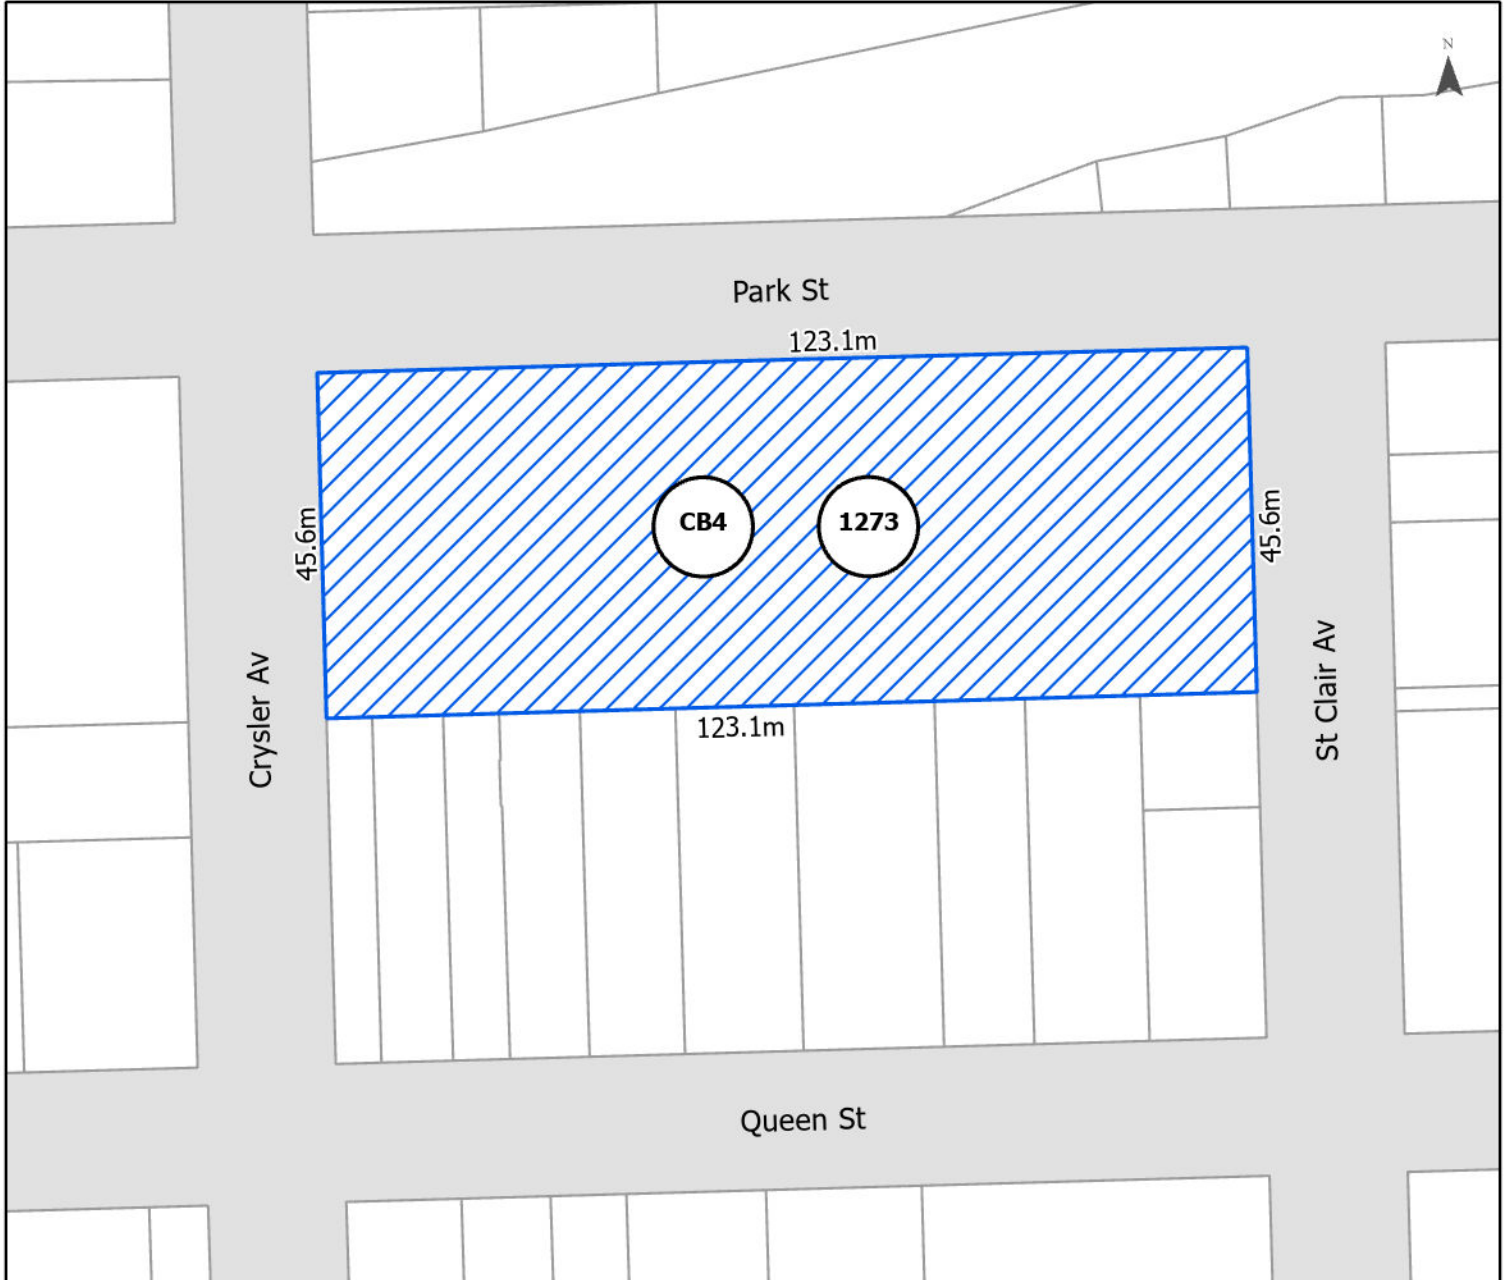 N
Park St
123.1m
CB4
1273
45.6m
45.6m
Crysler Av
St Clair Av
123.1m
Queen St